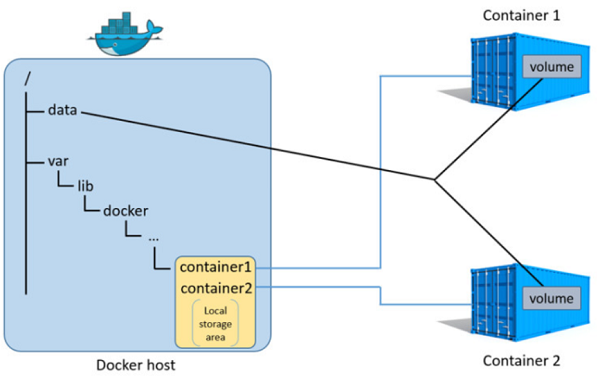 Container 1
volume
/
data
var
lib
docker
...
container1
container2
Local
storage
area
volume
Docker host
Container 2